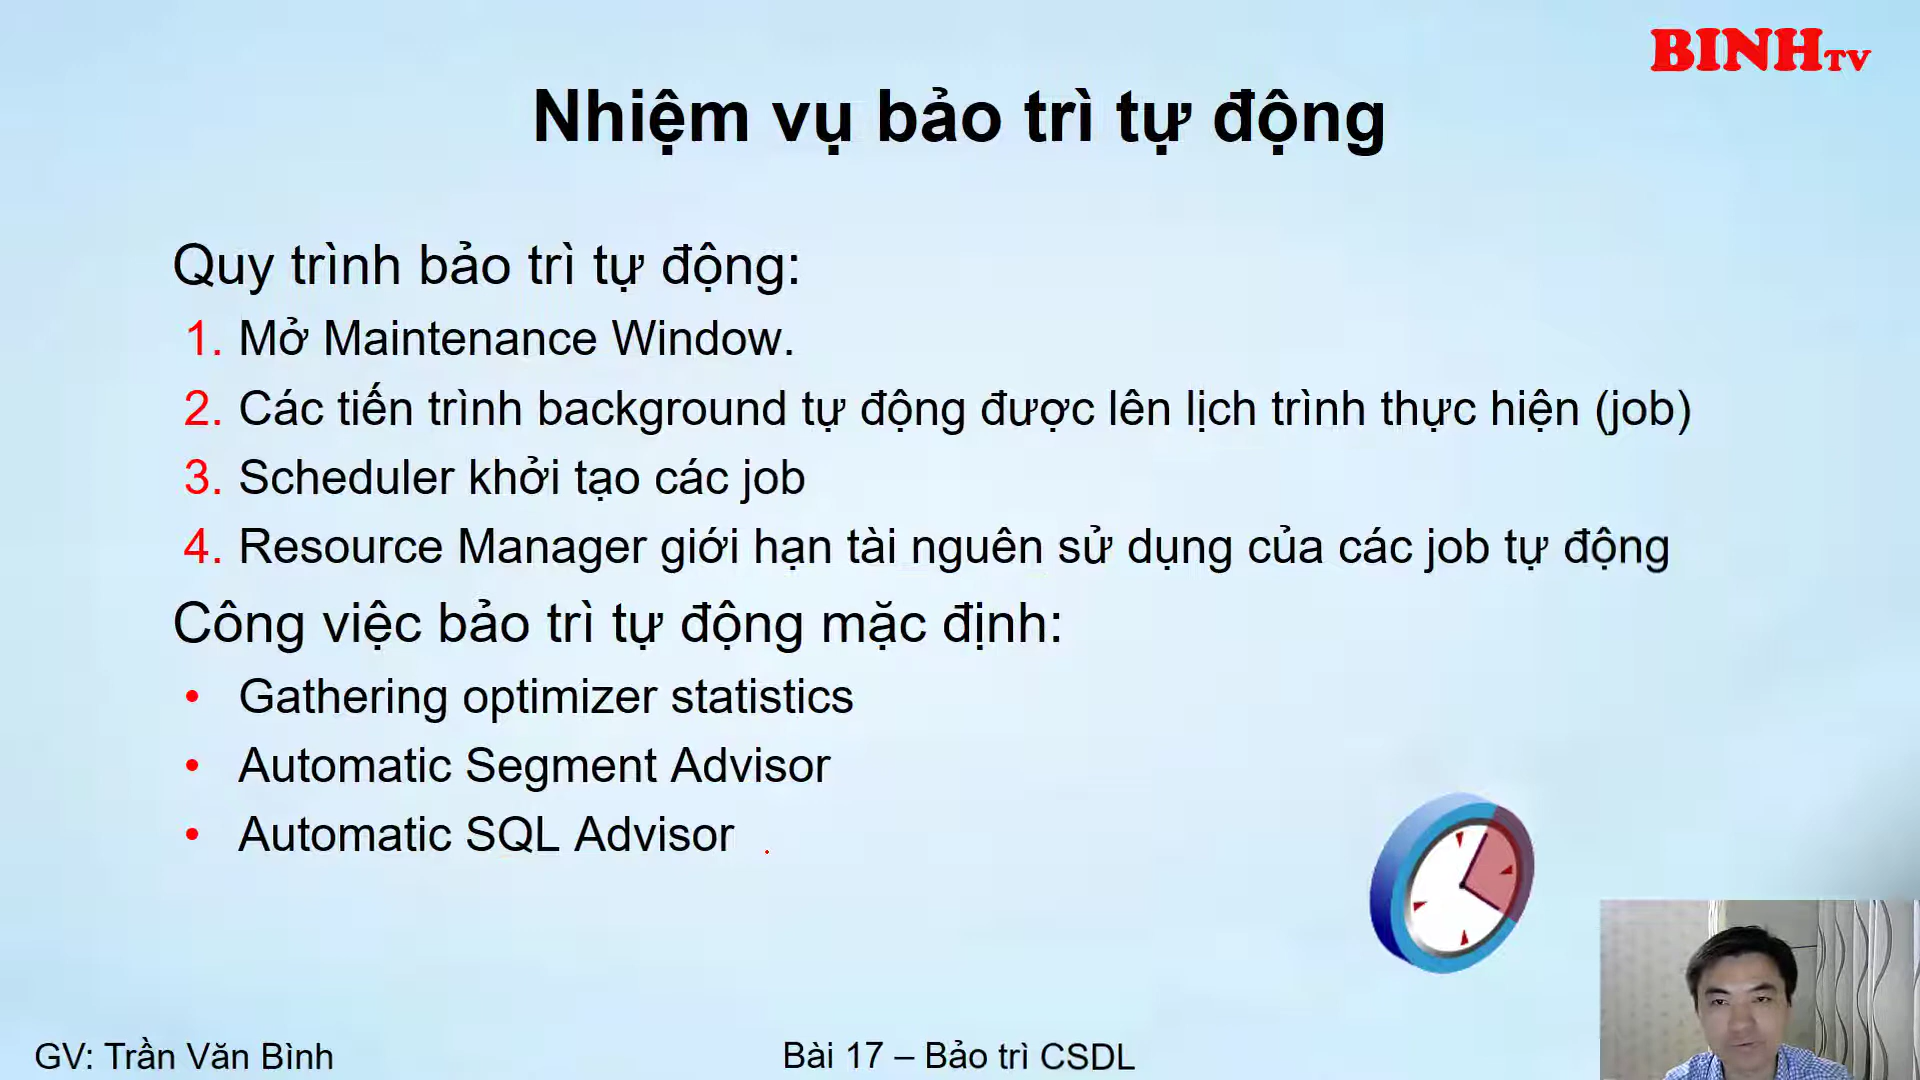 BINHTV
Nhiệm vụ bảo trì tự động
Quy trình bảo trì tự động:
1. Mở Maintenance Window.
2. Các tiến trình background tự động được lên lịch trình thực hiện (job)
3. Scheduler khởi tạo các job
4. Resource Manager giới hạn tài nguên sử dụng của các job tự động
Công việc bảo trì tự động mặc định:
• Gathering optimizer statistics
• Automatic Segment Advisor
• Automatic SQL Advisor
GV: Trần Văn Bình
Bài 17 – Bảo trì CSDL